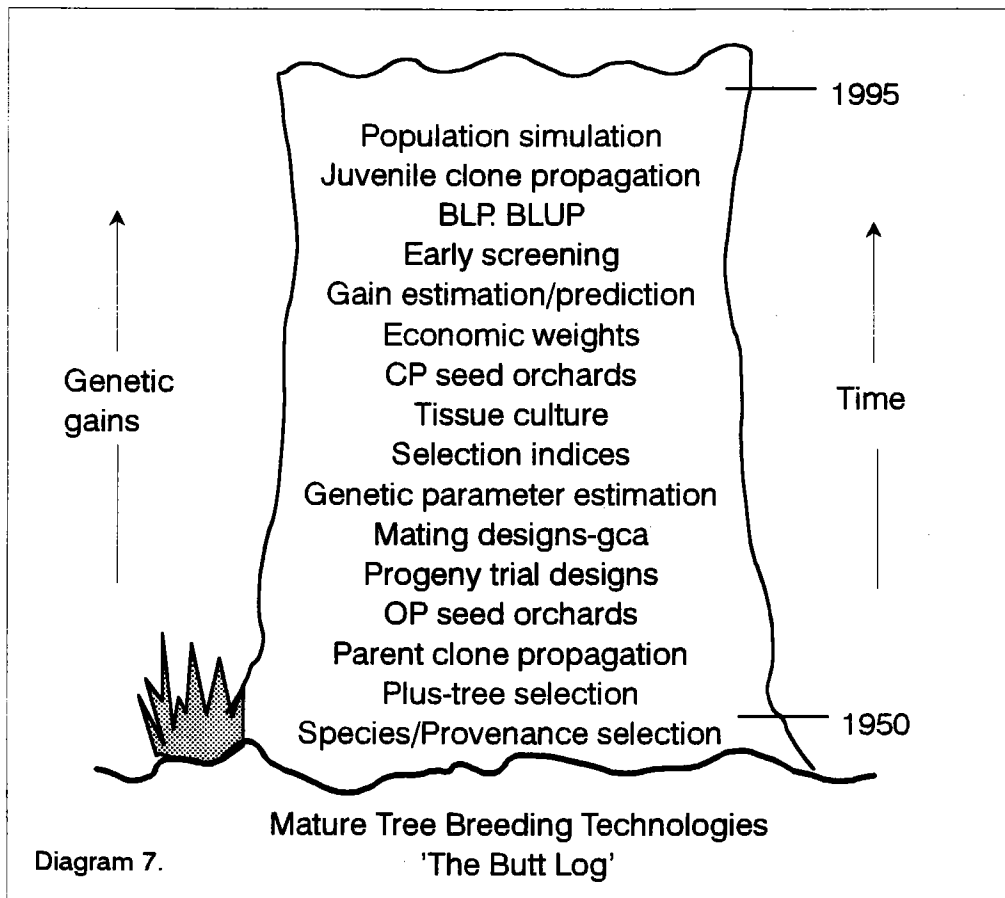 1995
Population simulation
Juvenile clone propagation
BLP. BLUP
Early screening
Gain estimation/prediction
Economic weights
CP seed orchards
Tissue culture
Selection indices
Genetic parameter estimation
Mating designs-gca
Progeny trial designs
OP seed orchards
Parent clone propagation
Plus-tree selection
Species/Provenance selection
Genetic
gains
Time
1950
Mature Tree Breeding Technologies
'The Butt Log'
Diagram 7.